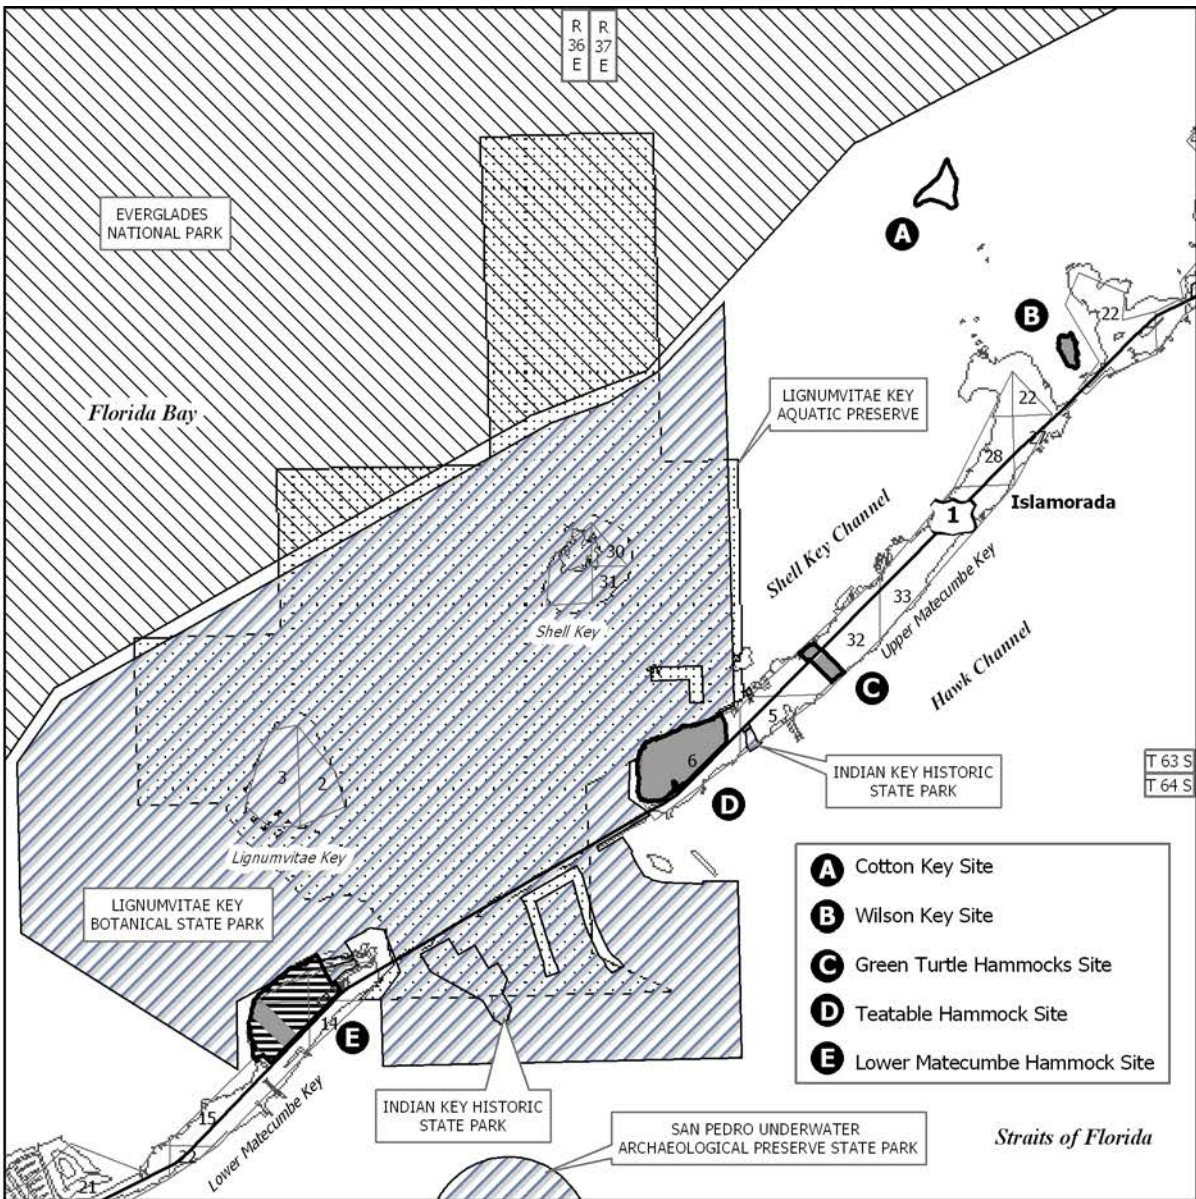 R
36
E
R
37
E
EVERGLADES
NATIONAL PARK
A
B
22
Florida Bay
LIGNUMVITAE KEY
AQUATIC PRESERVE
22
27
28
Islamorada
1
Shell Key Channel
30
31
Shell Key
33
32
Upper Matecumbe Key
Hawk Channel
C
5
6
D
INDIAN KEY HISTORIC
STATE PARK
T 63 S
T 64 S
3
2
Lignumvitae Key
LIGNUMVITAE KEY
BOTANICAL STATE PARK
A Cotton Key Site
B Wilson Key Site
C Green Turtle Hammocks Site
D Teatable Hammock Site
E Lower Matecumbe Hammock Site
14
E
15
22
21
Lower Matecumbe Key
INDIAN KEY HISTORIC
STATE PARK
SAN PEDRO UNDERWATER
ARCHAEOLOGICAL PRESERVE STATE PARK
Straits of Florida